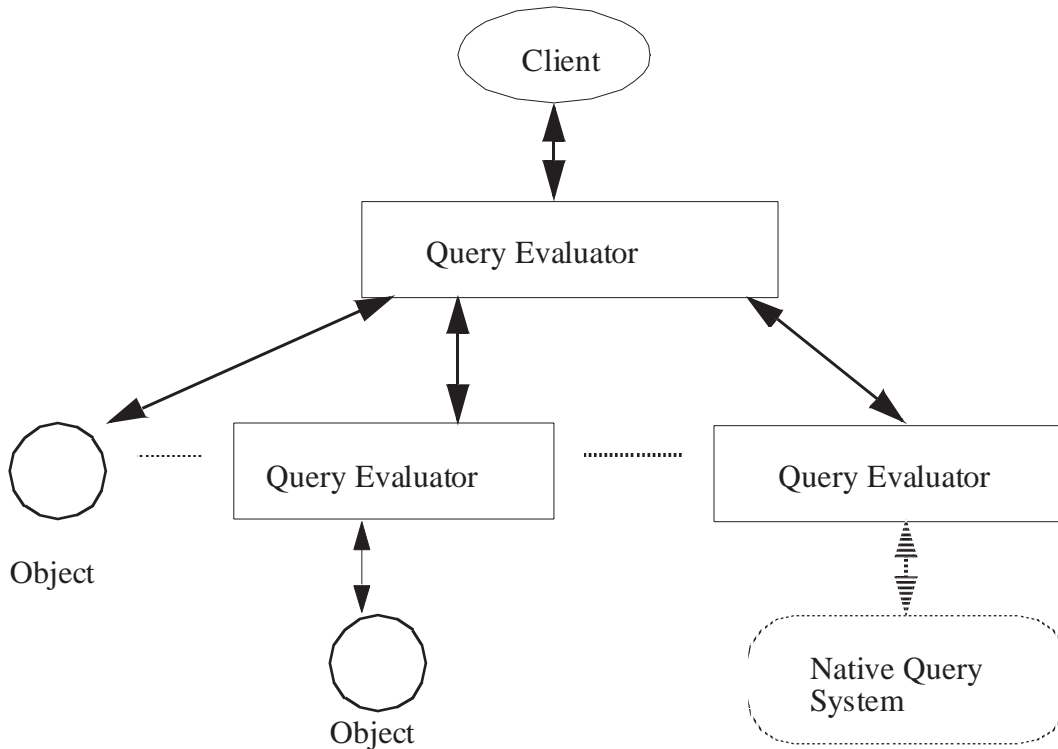 Client
Query Evaluator
Query Evaluator
Query Evaluator
Object
Native Query
System
Object